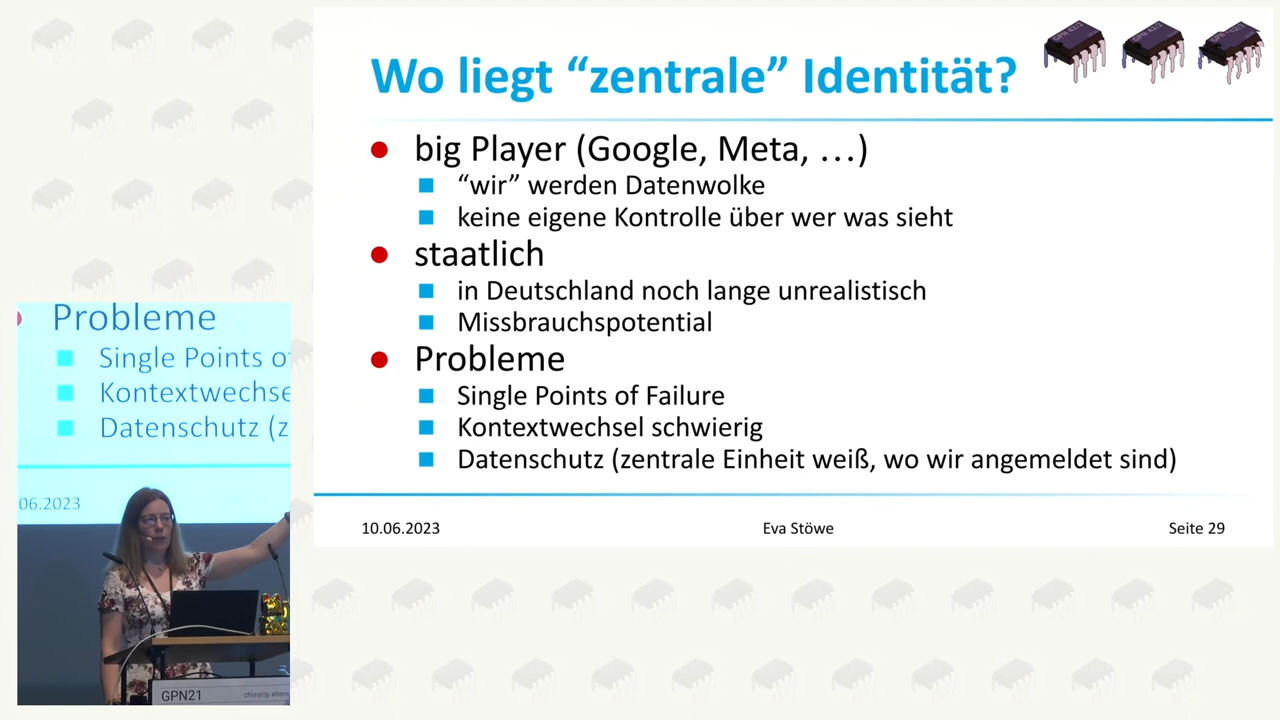 Wo liegt “zentrale” Identität?
big Player (Google, Meta, …)
“wir” werden Datenwolke
keine eigene Kontrolle über wer was sieht
staatlich
in Deutschland noch lange unrealistisch
Missbrauchspotential
Probleme
Single Points of Failure
Kontextwechsel schwierig
Datenschutz (zentrale Einheit weiß, wo wir angemeldet sind)
10.06.2023
Eva Stöwe
Seite 29
Probleme
Single Points of
Kontextwechse
Datenschutz (z
06.2023
GPN21